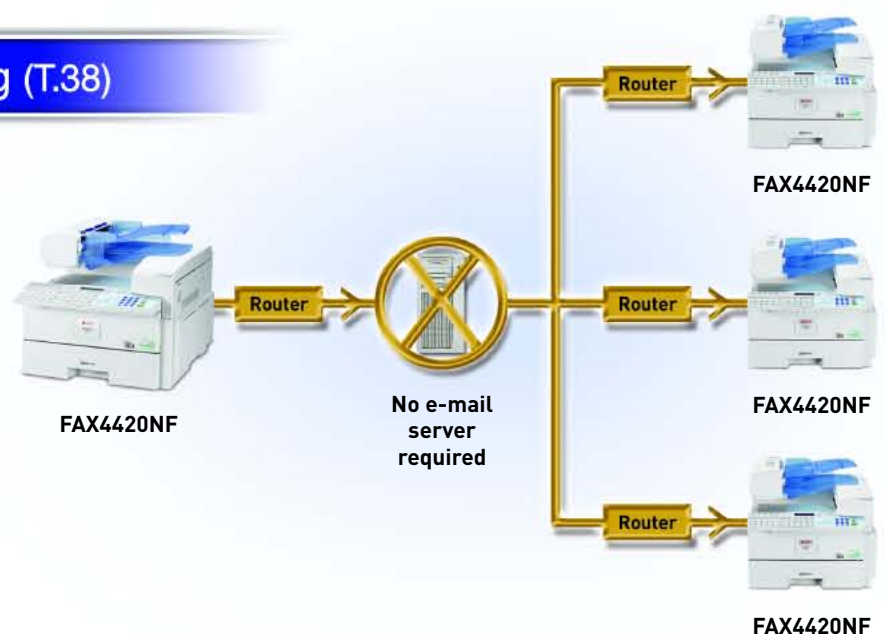 (T.38)
Router
FAX4420NF
Router
FAX4420NF
No e-mail
server
required
Router
FAX4420NF
Router
FAX4420NF